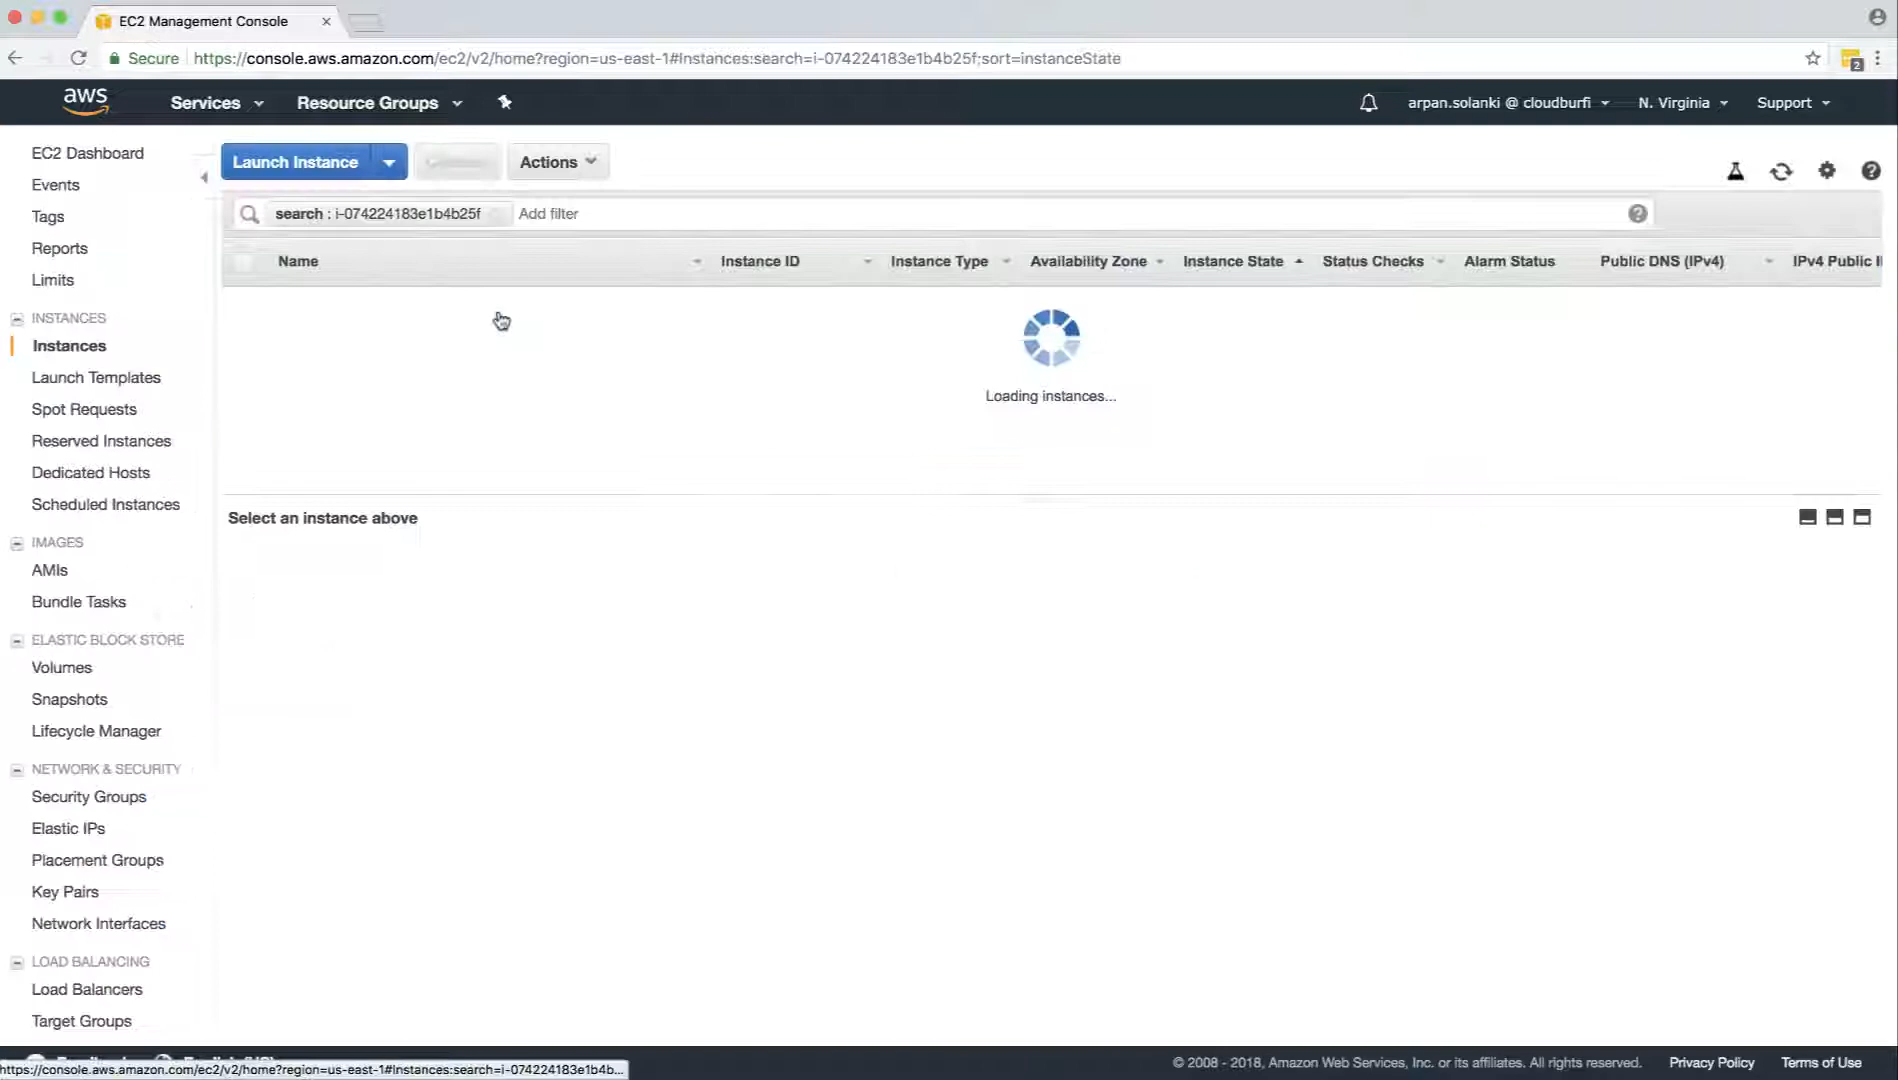 EC2 Management Console
Secure https://console.aws.amazon.com/ec2/v2/home?region=us-east-1#Instances:search=i-074224183e1b4b25f;sort=instanceState
2
aws Services Resource Groups arpan.solanki @ cloudburfi N. Virginia Support
EC2 Dashboard
Events
Tags
Reports
Limits
INSTANCES
Instances
Launch Templates
Spot Requests
Reserved Instances
Dedicated Hosts
Scheduled Instances
IMAGES
AMIs
Bundle Tasks
ELASTIC BLOCK STORE
Volumes
Snapshots
Lifecycle Manager
NETWORK & SECURITY
Security Groups
Elastic IPs
Placement Groups
Key Pairs
Network Interfaces
LOAD BALANCING
Load Balancers
Target Groups
Launch Instance Actions
search : i-074224183e1b4b25f Add filter
Name Instance ID Instance Type Availability Zone Instance State Status Checks Alarm Status Public DNS (IPv4) IPv4 Public
Loading instances...
Select an instance above
https://console.aws.amazon.com/ec2/v2/home?region=us-east-1#Instances:search=i-074224183e1b4b...
© 2008 - 2018, Amazon Web Services, Inc. or its affiliates. All rights reserved. Privacy Policy Terms of Use